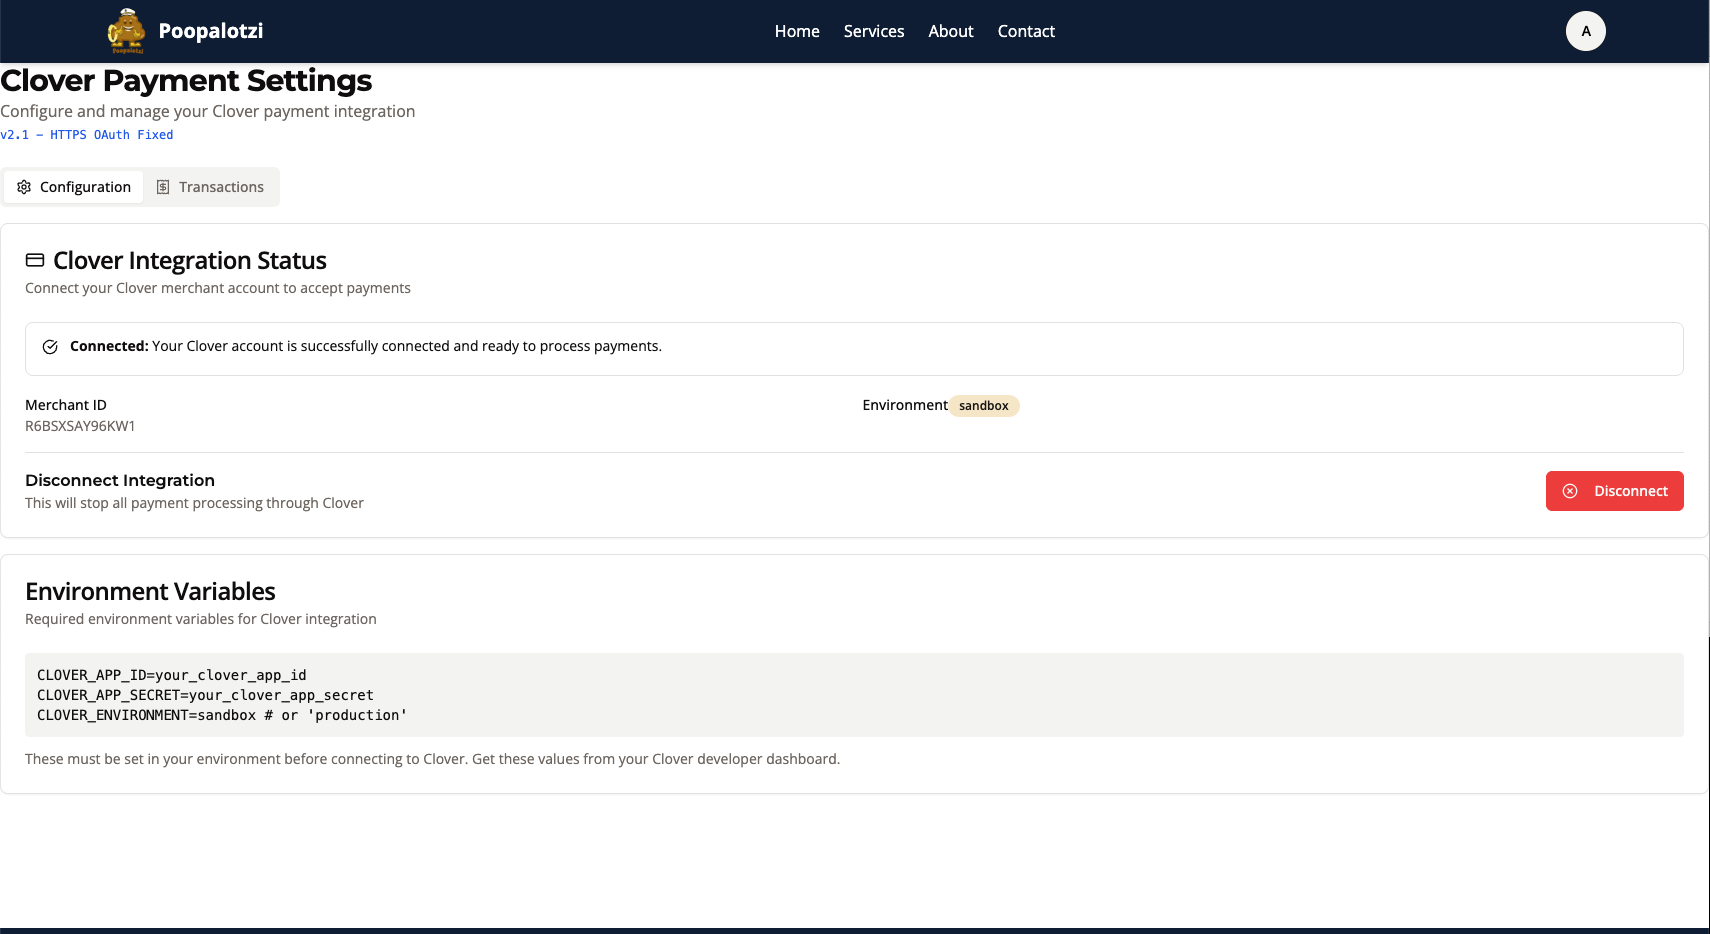 Poopalotzi
Poopalotzi
Home
Services
About
Contact
A
Clover Payment Settings
Configure and manage your Clover payment integration
v2.1 – HTTPS OAuth Fixed
Configuration
Transactions
Clover Integration Status
Connect your Clover merchant account to accept payments
Connected: Your Clover account is successfully connected and ready to process payments.
Merchant ID
R6BSXSAY96KW1
Environment sandbox
Disconnect Integration
This will stop all payment processing through Clover
Disconnect
Environment Variables
Required environment variables for Clover integration
CLOVER_APP_ID=your_clover_app_id
CLOVER_APP_SECRET=your_clover_app_secret
CLOVER_ENVIRONMENT=sandbox # or 'production'
These must be set in your environment before connecting to Clover. Get these values from your Clover developer dashboard.